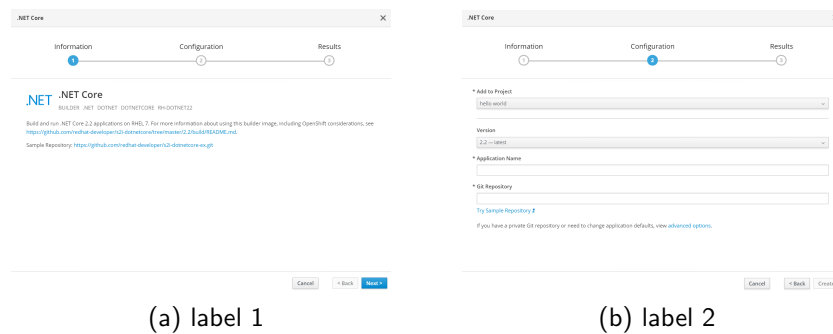 .NET Core
Information Configuration Results
1 2 3
.NET .NET Core
BUILDER .NET DOTNET DOTNETCORE RH-DOTNET22
Build and run .NET Core 2.2 applications on RHEL 7. For more information about using this builder image, including OpenShift considerations, see
https://github.com/redhat-developer/s2i-dotnetcore/tree/master/2.2/build/README.md.
Sample Repository: https://github.com/redhat-developer/s2i-dotnetcore-ex.git
Cancel < Back Next >
(a) label 1
.NET Core
Information Configuration Results
1 2 3
* Add to Project
hello-world
Version
2.2 — latest
* Application Name
* Git Repository
Try Sample Repository
If you have a private Git repository or need to change application defaults, view advanced options.
Cancel < Back Create
(b) label 2